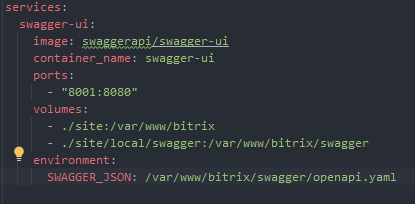 services:
  swagger-ui:
    image: swaggerapi/swagger-ui
    container_name: swagger-ui
    ports:
      - "8001:8080"
    volumes:
      - ./site:/var/www/bitrix
      - ./site/local/swagger:/var/www/bitrix/swagger
    environment:
      SWAGGER_JSON: /var/www/bitrix/swagger/openapi.yaml